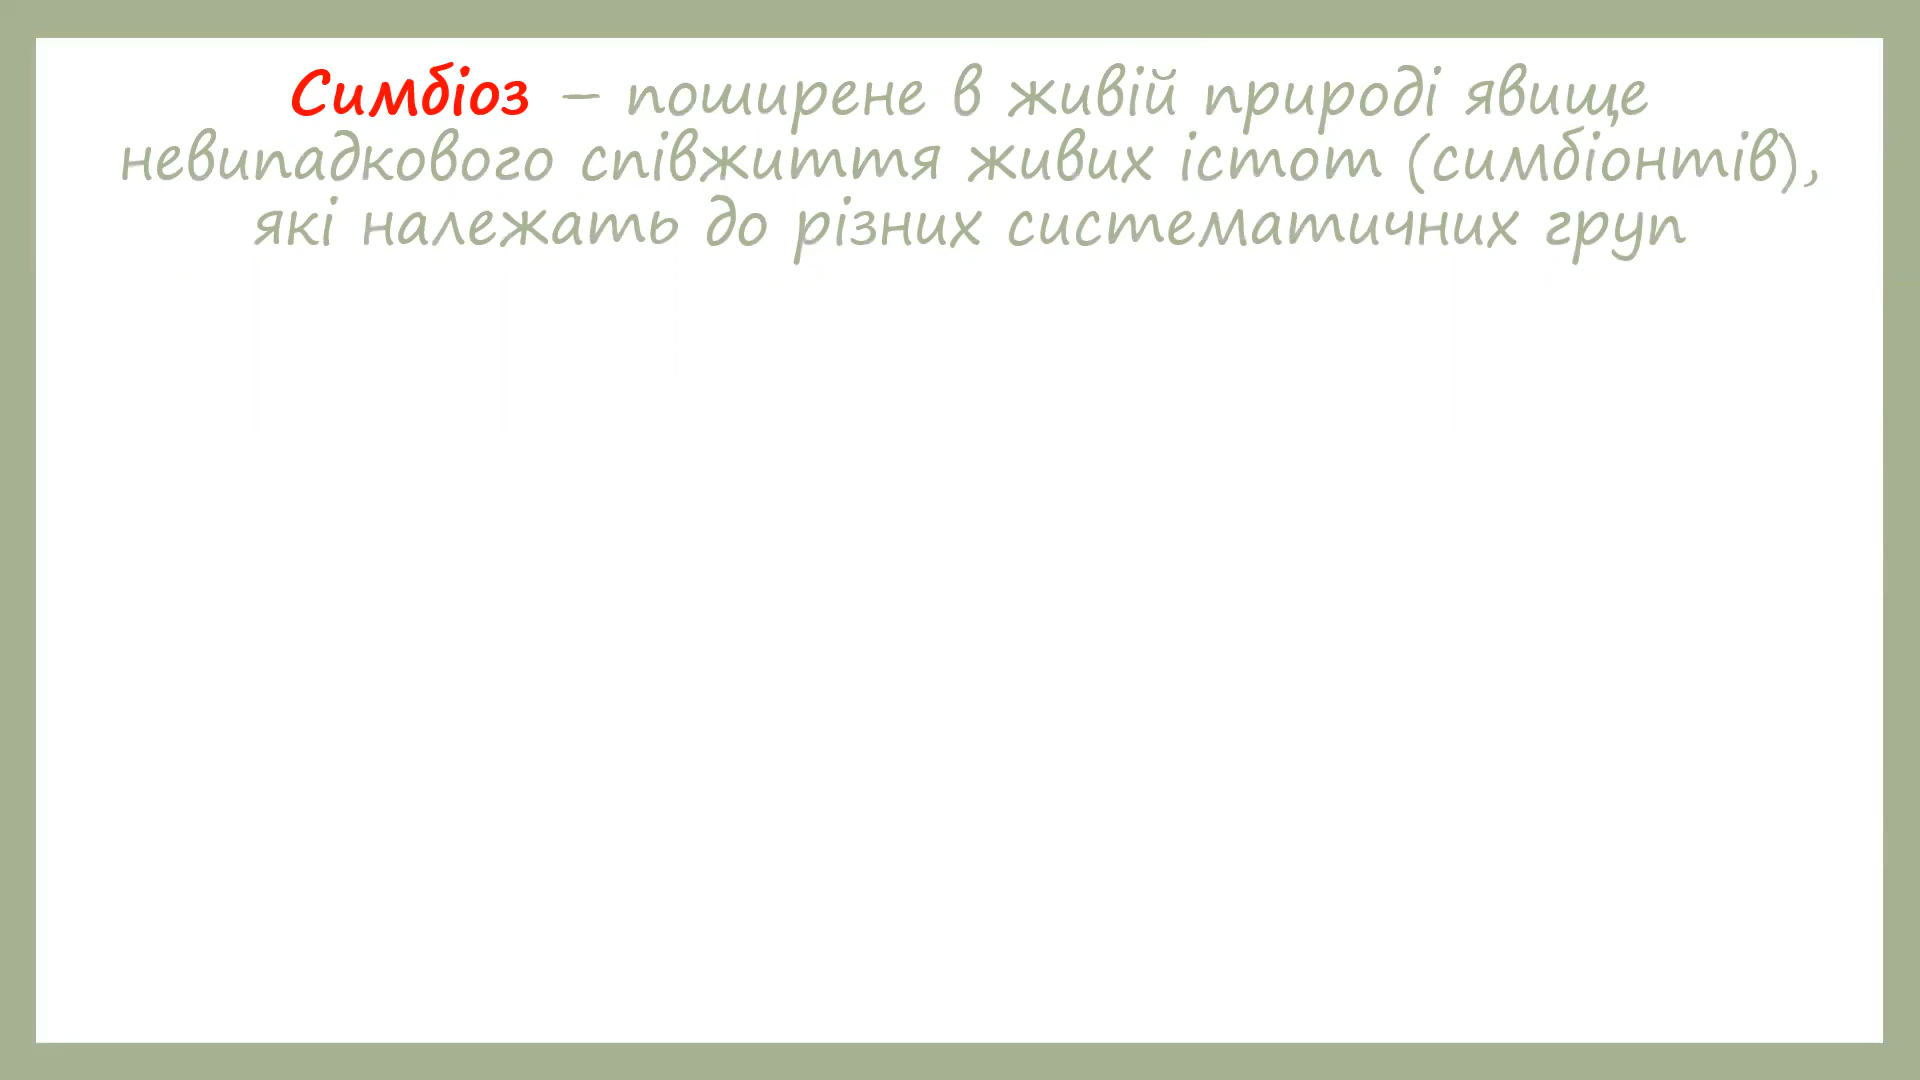 Симбіоз – поширене в живій природі явище
невипадкового співжиття живих істот (симбіонтів),
які належать до різних систематичних груп